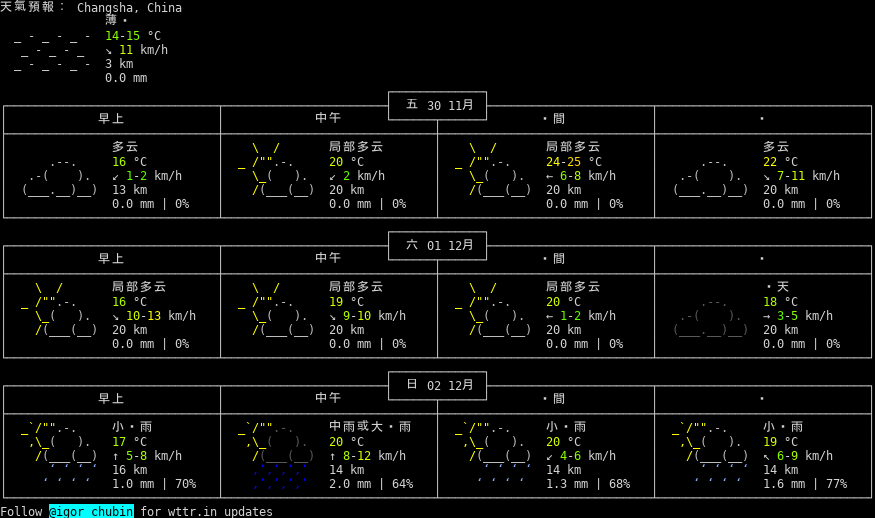 天氣預報： Changsha, China
薄・
14-15 °C
↘ 11 km/h
3 km
0.0 mm
五 30 11月
早上 中午 ・間 ・
多云 局部多云 局部多云 多云
16 °C 20 °C 24-25 °C 22 °C
↙ 1-2 km/h ↙ 2 km/h ← 6-8 km/h ↘ 7-11 km/h
13 km 20 km 20 km 20 km
0.0 mm | 0% 0.0 mm | 0% 0.0 mm | 0% 0.0 mm | 0%
六 01 12月
早上 中午 ・間 ・
局部多云 局部多云 局部多云 ・天
16 °C 19 °C 20 °C 18 °C
↘ 10-13 km/h ↘ 9-10 km/h ← 1-2 km/h → 3-5 km/h
20 km 20 km 20 km 20 km
0.0 mm | 0% 0.0 mm | 0% 0.0 mm | 0% 0.0 mm | 0%
日 02 12月
早上 中午 ・間 ・
小・雨 中雨或大・雨 小・雨 小・雨
17 °C 20 °C 20 °C 19 °C
↑ 5-8 km/h ↑ 8-12 km/h ↙ 4-6 km/h ↖ 6-9 km/h
16 km 14 km 14 km 14 km
1.0 mm | 70% 2.0 mm | 64% 1.3 mm | 68% 1.6 mm | 77%
Follow @igor_chubin for wttr.in updates